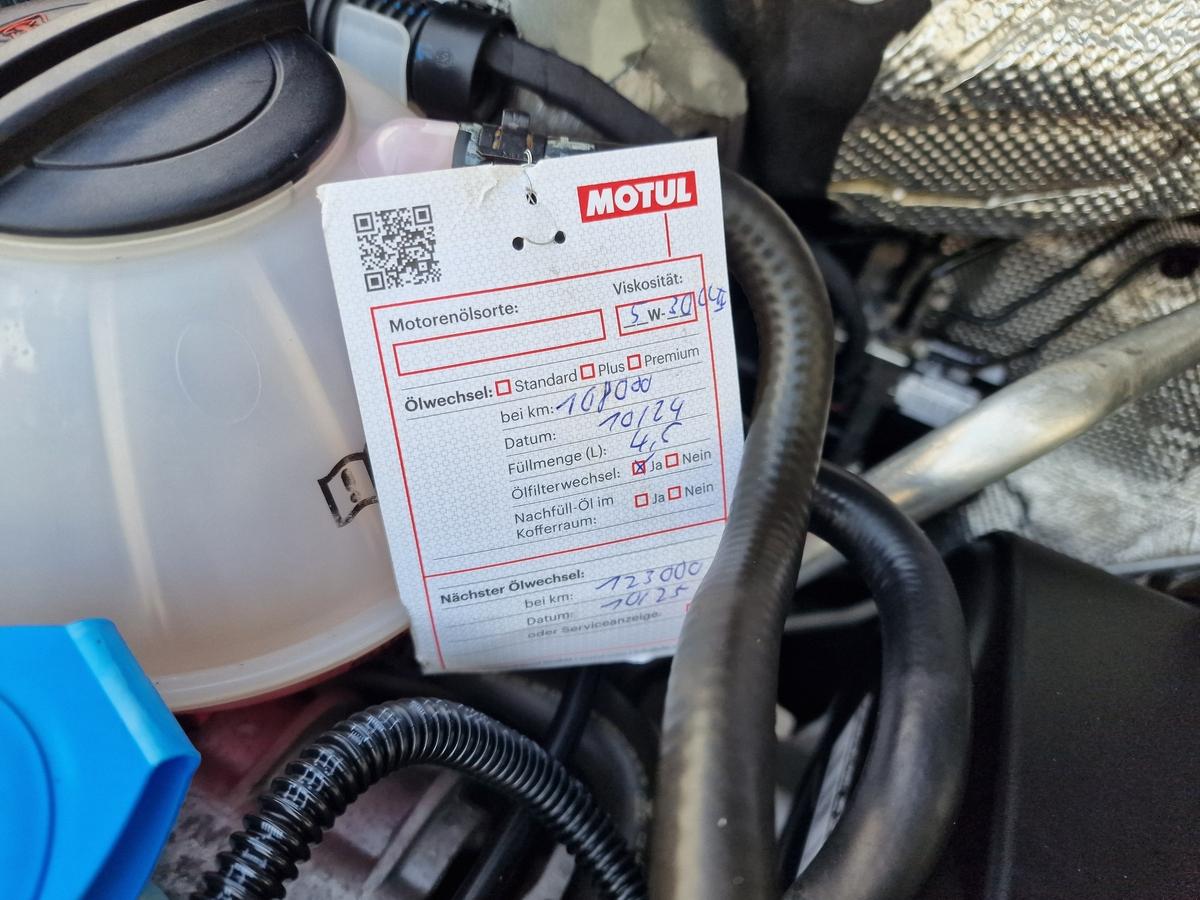 MOTUL
Motorenölsorte:
Viskosität:
5 W-30
Ölwechsel: Standard Plus Premium
bei km: 108000
Datum: 10/24
Füllmenge (L): 4,5
Ölfilterwechsel: Ja Nein
Nachfüll-Öl im Kofferraum: Ja Nein
Nächster Ölwechsel:
bei km: 123000
Datum: 10/25
oder Serviceanzeige: